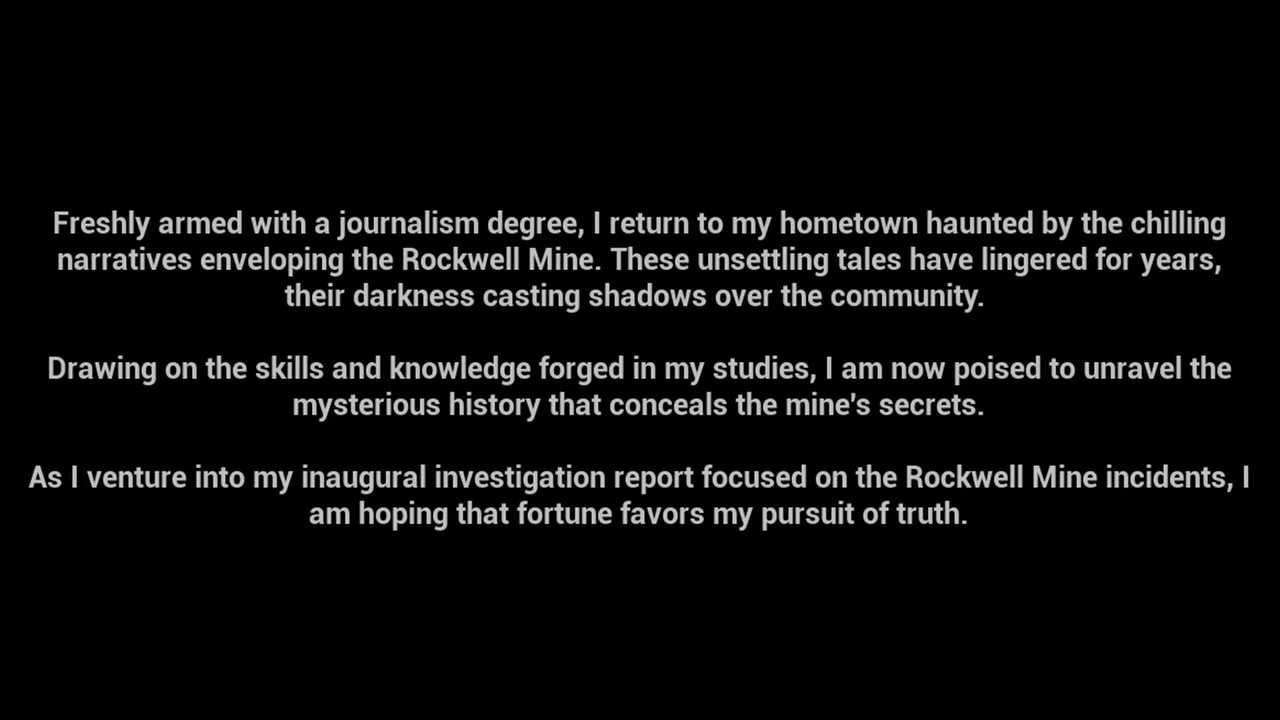 Freshly armed with a journalism degree, I return to my hometown haunted by the chilling
narratives enveloping the Rockwell Mine. These unsettling tales have lingered for years,
their darkness casting shadows over the community.
Drawing on the skills and knowledge forged in my studies, I am now poised to unravel the
mysterious history that conceals the mine's secrets.
As I venture into my inaugural investigation report focused on the Rockwell Mine incidents, I
am hoping that fortune favors my pursuit of truth.